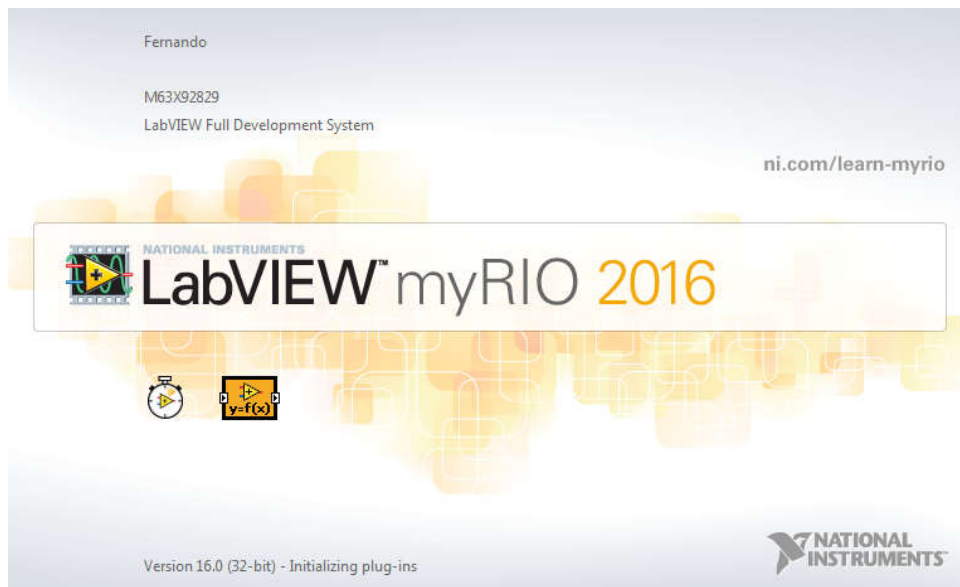 Fernando
M63X92829
LabVIEW Full Development System
ni.com/learn-myrio
NATIONAL INSTRUMENTS
LabVIEW™ myRIO 2016
y=f(x)
Version 16.0 (32-bit) - Initializing plug-ins
NATIONAL
INSTRUMENTS™